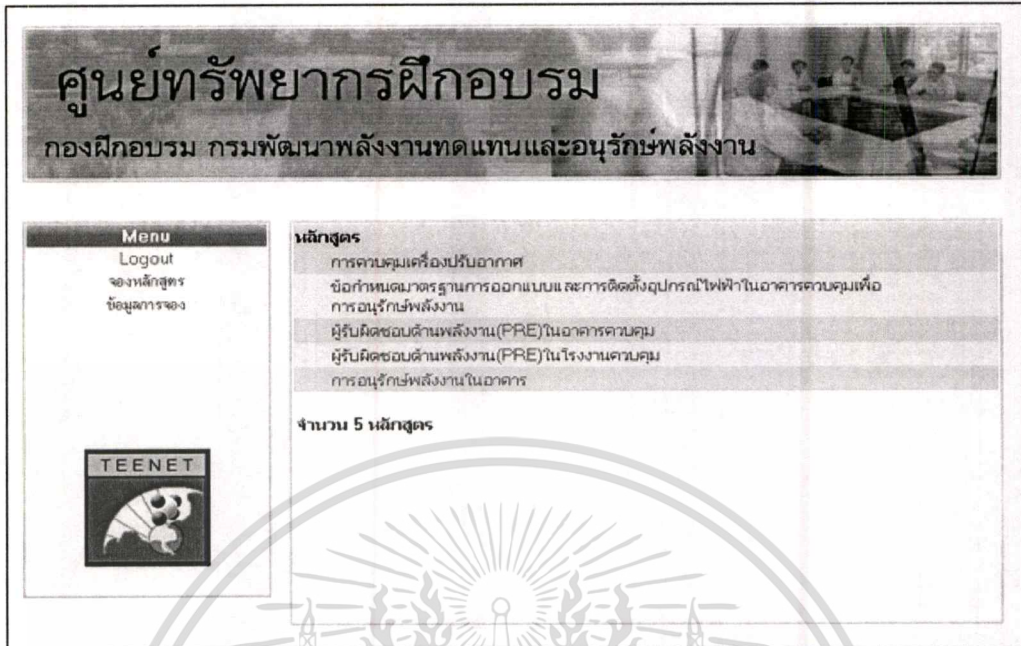 ศูนย์ทรัพยากรฝึกอบรม
กองฝึกอบรม กรมพัฒนาพลังงานทดแทนและอนุรักษ์พลังงาน
Menu
Logout
จองหลักสูตร
ข้อมูลการจอง
TEENET
หลักสูตร
การควบคุมเครื่องปรับอากาศ
ข้อกำหนดมาตรฐานการออกแบบและการติดตั้งอุปกรณ์ไฟฟ้าในอาคารควบคุมเพื่อ
การอนุรักษ์พลังงาน
ผู้รับผิดชอบด้านพลังงาน(PRE)ในอาคารควบคุม
ผู้รับผิดชอบด้านพลังงาน(PRE)ในโรงงานควบคุม
การอนุรักษ์พลังงานในอาคาร
จำนวน 5 หลักสูตร